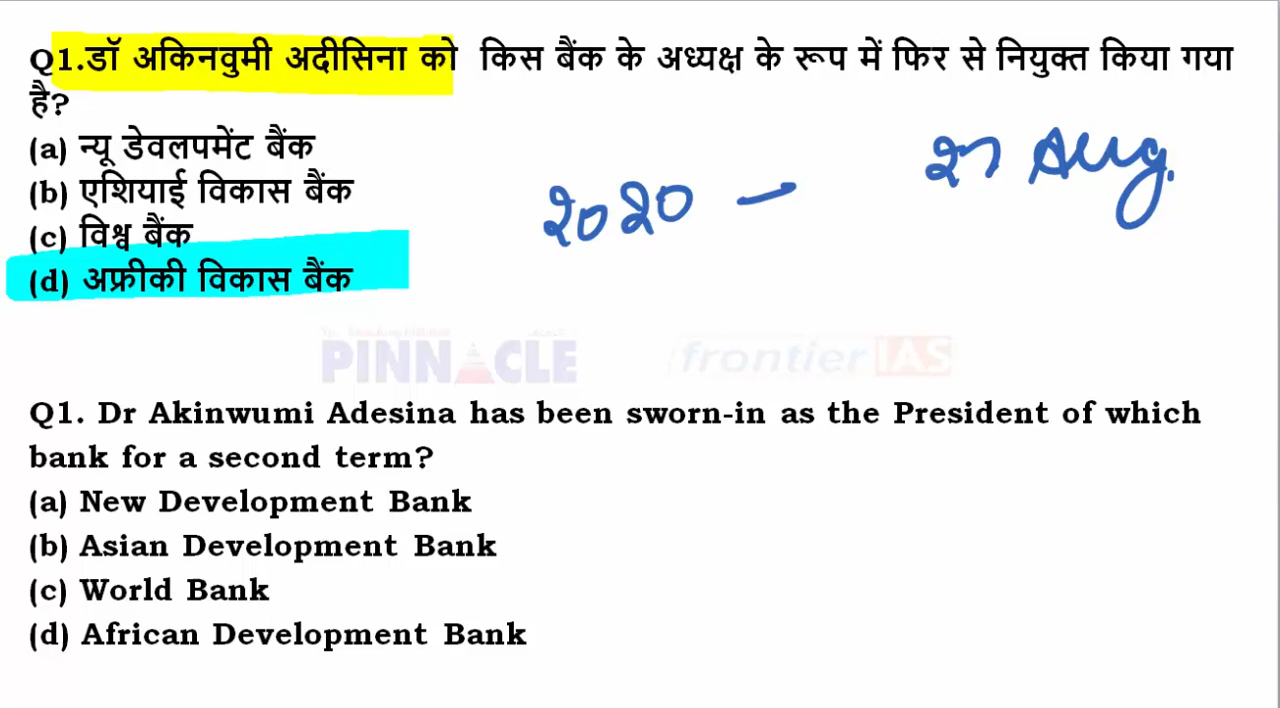 Q1.डॉ अकिनवुमी अदीसिना को किस बैंक के अध्यक्ष के रूप में फिर से नियुक्त किया गया
है?
(a) न्यू डेवलपमेंट बैंक
(b) एशियाई विकास बैंक
(c) विश्व बैंक
(d) अफ्रीकी विकास बैंक
2020 - 27 Aug.
PINNACLE frontier IAS
Q1. Dr Akinwumi Adesina has been sworn-in as the President of which
bank for a second term?
(a) New Development Bank
(b) Asian Development Bank
(c) World Bank
(d) African Development Bank